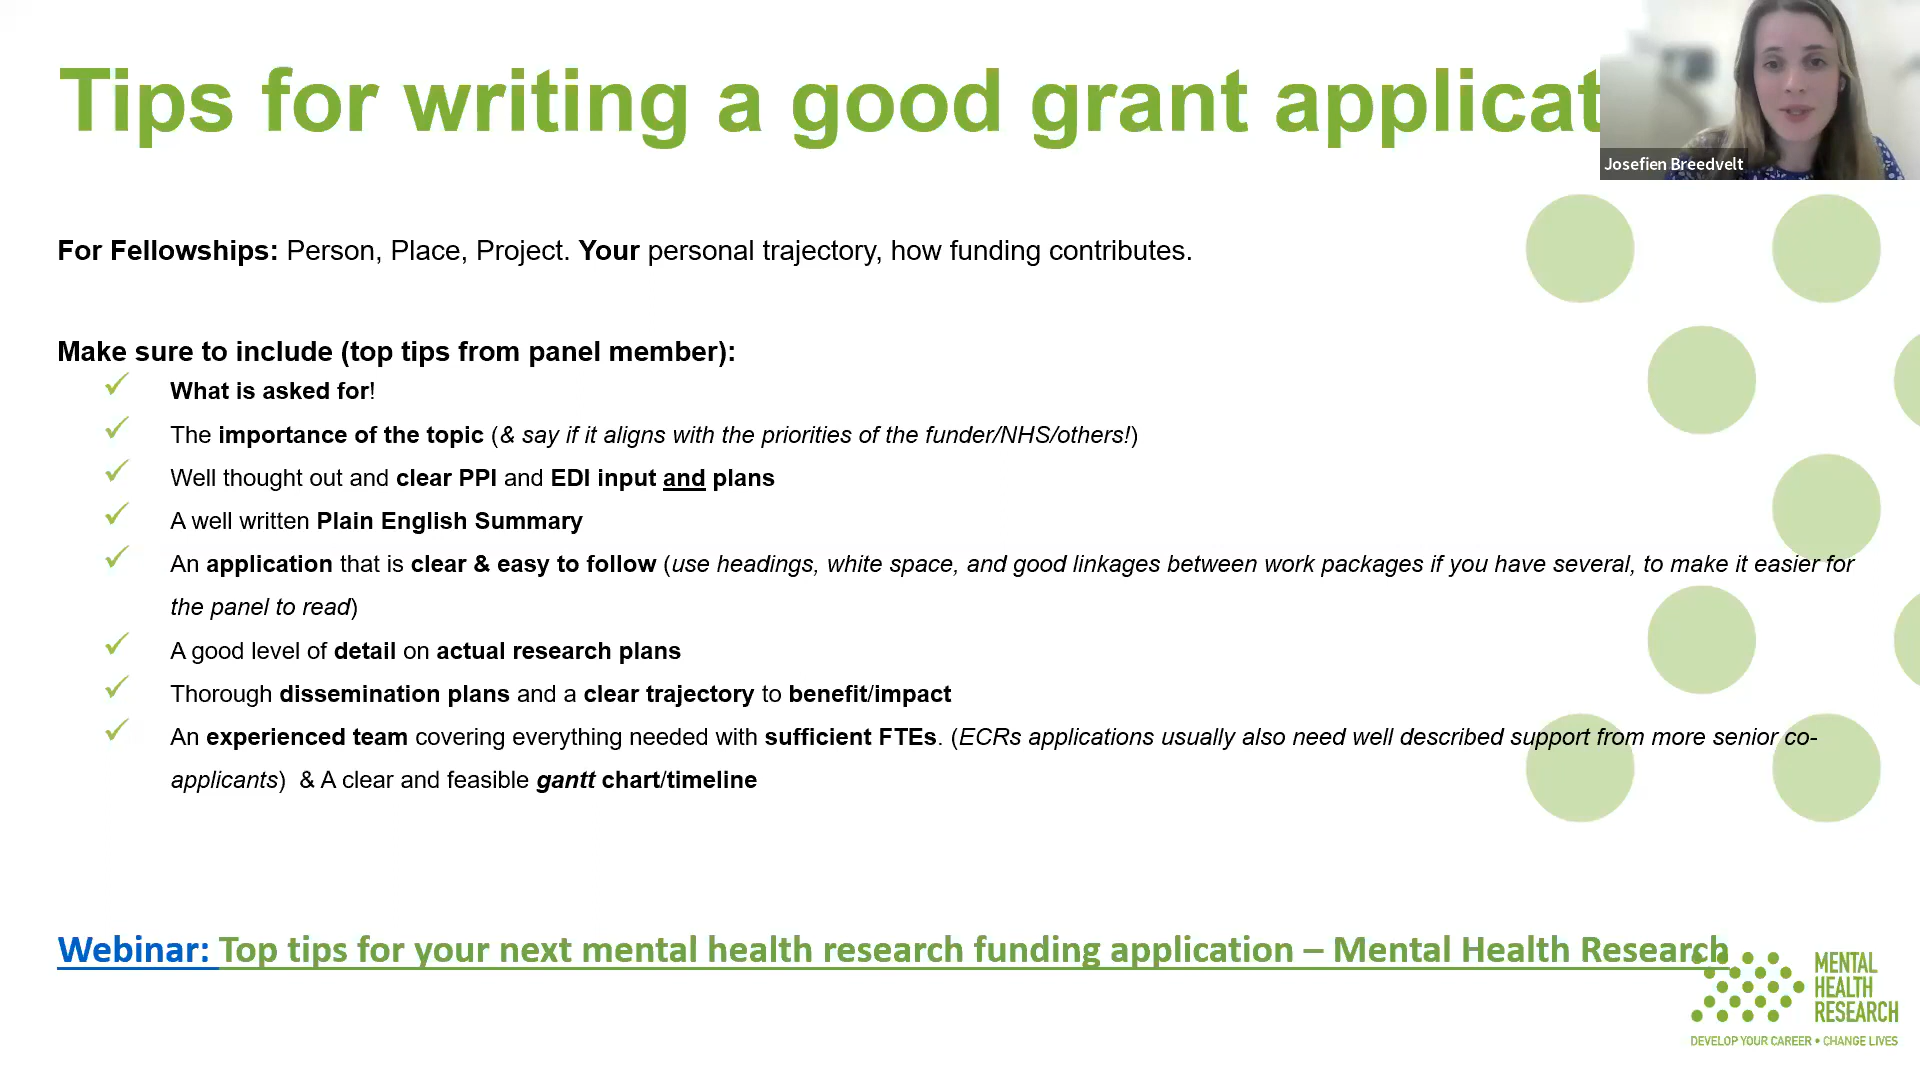 Tips for writing a good grant applicat
Josefien Breedvelt
For Fellowships: Person, Place, Project. Your personal trajectory, how funding contributes.
Make sure to include (top tips from panel member):
✓ What is asked for!
✓ The importance of the topic (& say if it aligns with the priorities of the funder/NHS/others!)
✓ Well thought out and clear PPI and EDI input and plans
✓ A well written Plain English Summary
✓ An application that is clear & easy to follow (use headings, white space, and good linkages between work packages if you have several, to make it easier for
the panel to read)
✓ A good level of detail on actual research plans
✓ Thorough dissemination plans and a clear trajectory to benefit/impact
✓ An experienced team covering everything needed with sufficient FTEs. (ECRs applications usually also need well described support from more senior co-
applicants) & A clear and feasible gantt chart/timeline
Webinar: Top tips for your next mental health research funding application – Mental Health Research
MENTAL
HEALTH
RESEARCH
DEVELOP YOUR CAREER • CHANGE LIVES